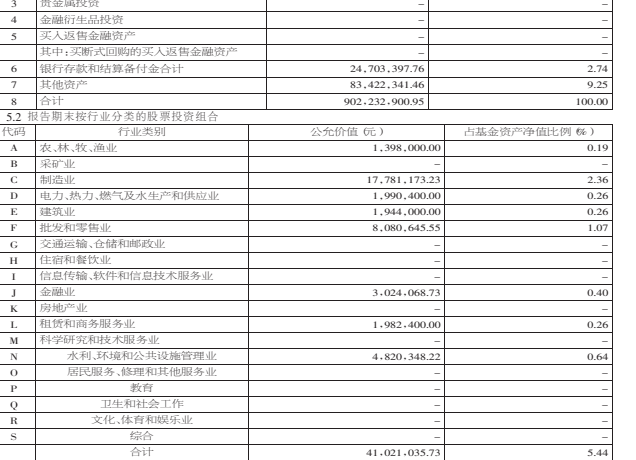 3 贵金属投资 – –
4 金融衍生品投资 – –
5 买入返售金融资产 – –
其中:买断式回购的买入返售金融资产 – –
6 银行存款和结算备付金合计 24,703,397.76 2.74
7 其他资产 83,422,341.46 9.25
8 合计 902,232,900.95 100.00
5.2 报告期末按行业分类的股票投资组合
代码 行业类别 公允价值（元） 占基金资产净值比例（%）
A 农、林、牧、渔业 1,398,000.00 0.19
B 采矿业 – –
C 制造业 17,781,173.23 2.36
D 电力、热力、燃气及水生产和供应业 1,990,400.00 0.26
E 建筑业 1,944,000.00 0.26
F 批发和零售业 8,080,645.55 1.07
G 交通运输、仓储和邮政业 – –
H 住宿和餐饮业 – –
I 信息传输、软件和信息技术服务业 – –
J 金融业 3,024,068.73 0.40
K 房地产业 – –
L 租赁和商务服务业 1,982,400.00 0.26
M 科学研究和技术服务业 – –
N 水利、环境和公共设施管理业 4,820,348.22 0.64
O 居民服务、修理和其他服务业 – –
P 教育 – –
Q 卫生和社会工作 – –
R 文化、体育和娱乐业 – –
S 综合 – –
合计 41,021,035.73 5.44